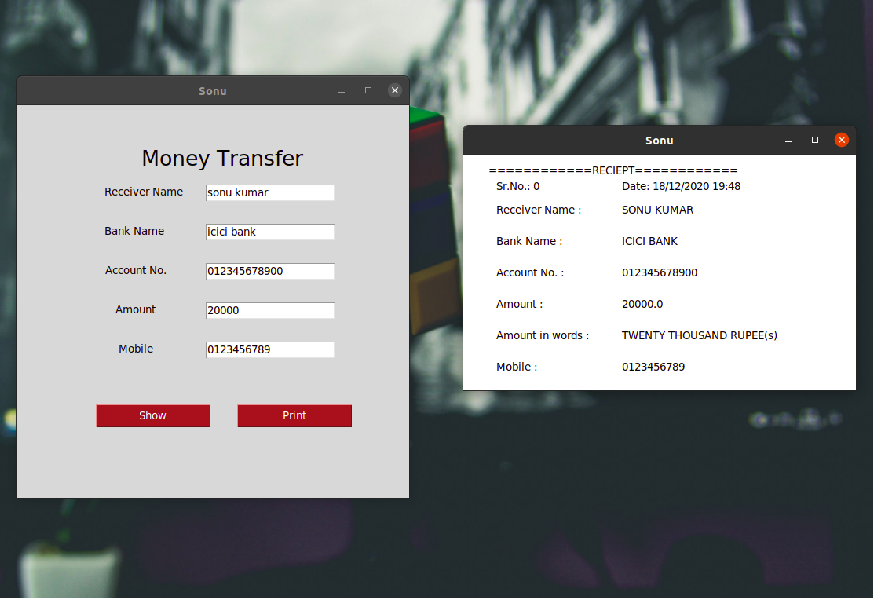 Sonu
Money Transfer
Receiver Name sonu kumar
Bank Name icici bank
Account No. 012345678900
Amount 20000
Mobile 0123456789
Show Print
Sonu
============RECIEPT============
Sr.No.: 0 Date: 18/12/2020 19:48
Receiver Name : SONU KUMAR
Bank Name : ICICI BANK
Account No. : 012345678900
Amount : 20000.0
Amount in words : TWENTY THOUSAND RUPEE(s)
Mobile : 0123456789